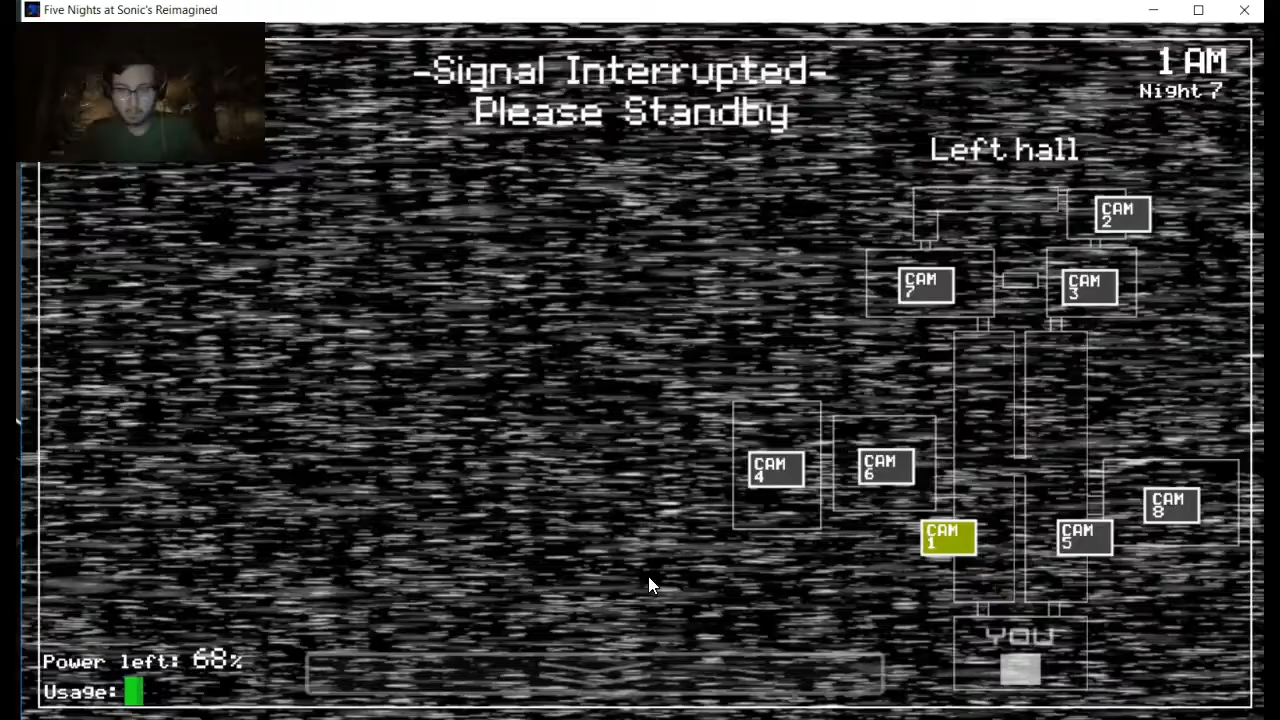 Five Nights at Sonic's Reimagined
-Signal Interrupted-
Please Standby
1 AM
Night 7
Left hall
CAM
2
CAM
7
CAM
3
CAM
4
CAM
6
CAM
8
CAM
1
CAM
5
YOU
Power left: 68%
Usage: